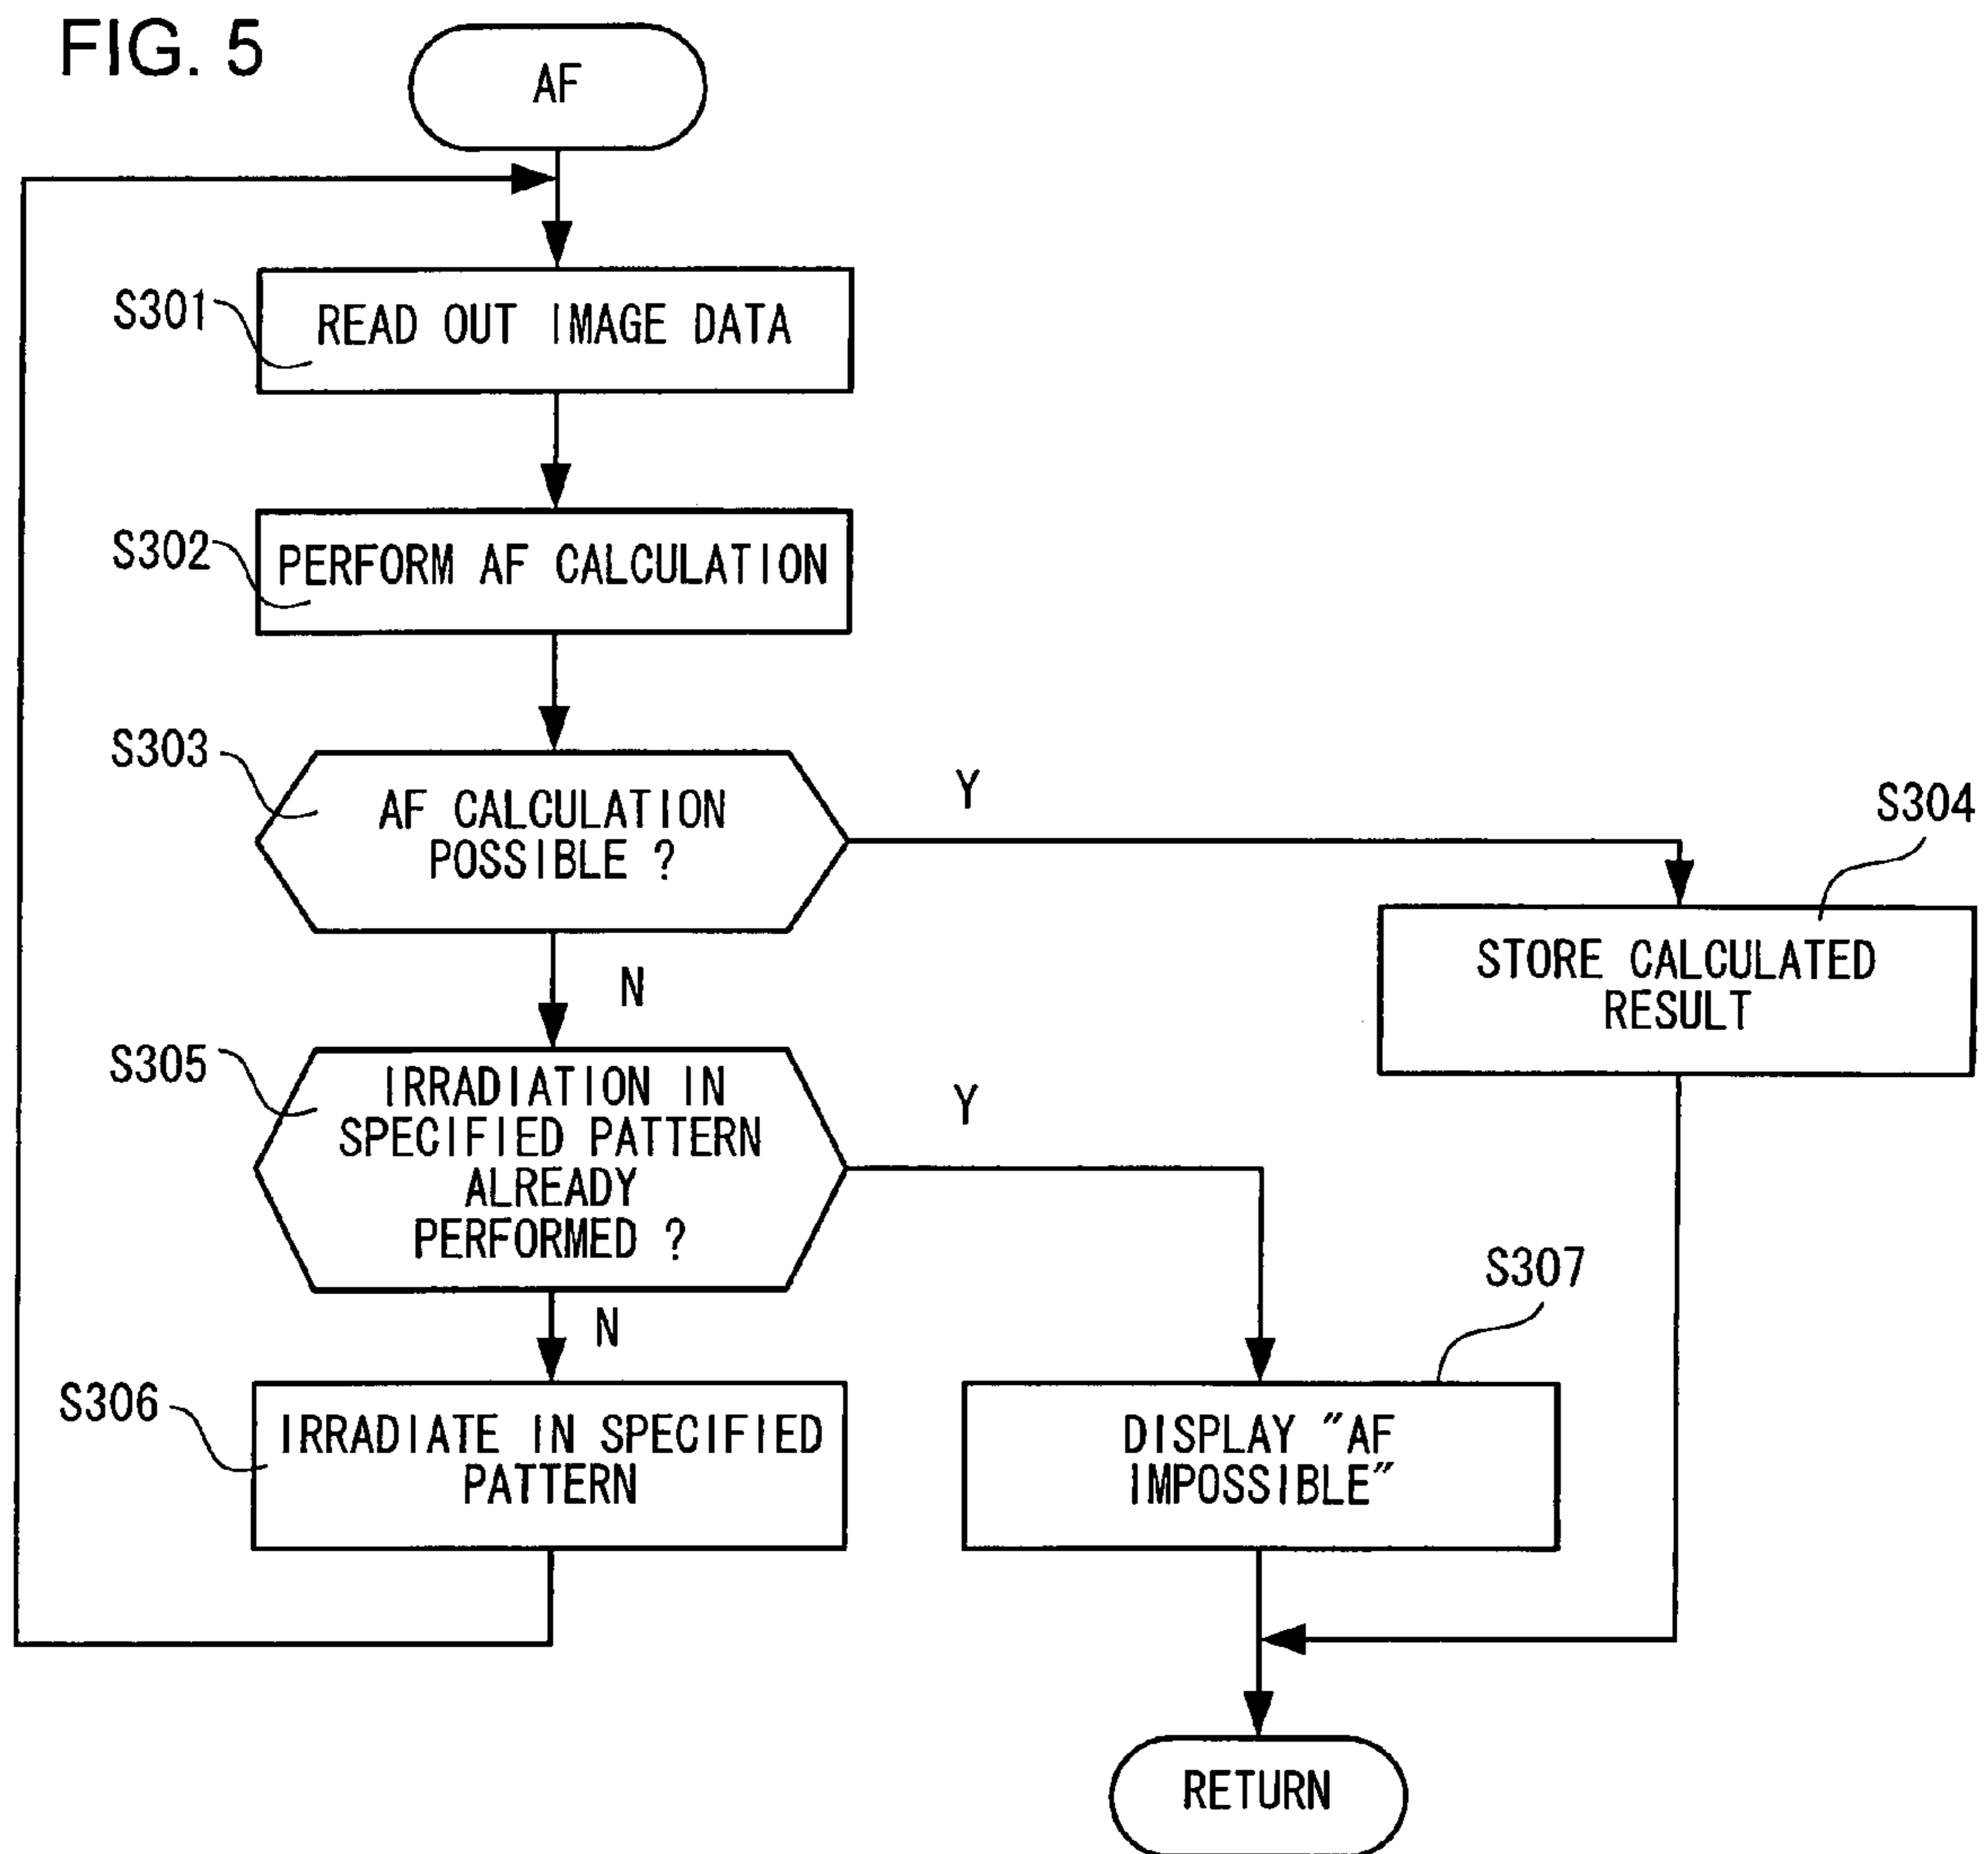 FIG. 5
AF
S301
READ OUT IMAGE DATA
S302
PERFORM AF CALCULATION
S303
AF CALCULATION
POSSIBLE ?
Y
S304
STORE CALCULATED
RESULT
N
S305
IRRADIATION IN
SPECIFIED PATTERN
ALREADY
PERFORMED ?
Y
N
S306
IRRADIATE IN SPECIFIED
PATTERN
S307
DISPLAY "AF
IMPOSSIBLE"
RETURN